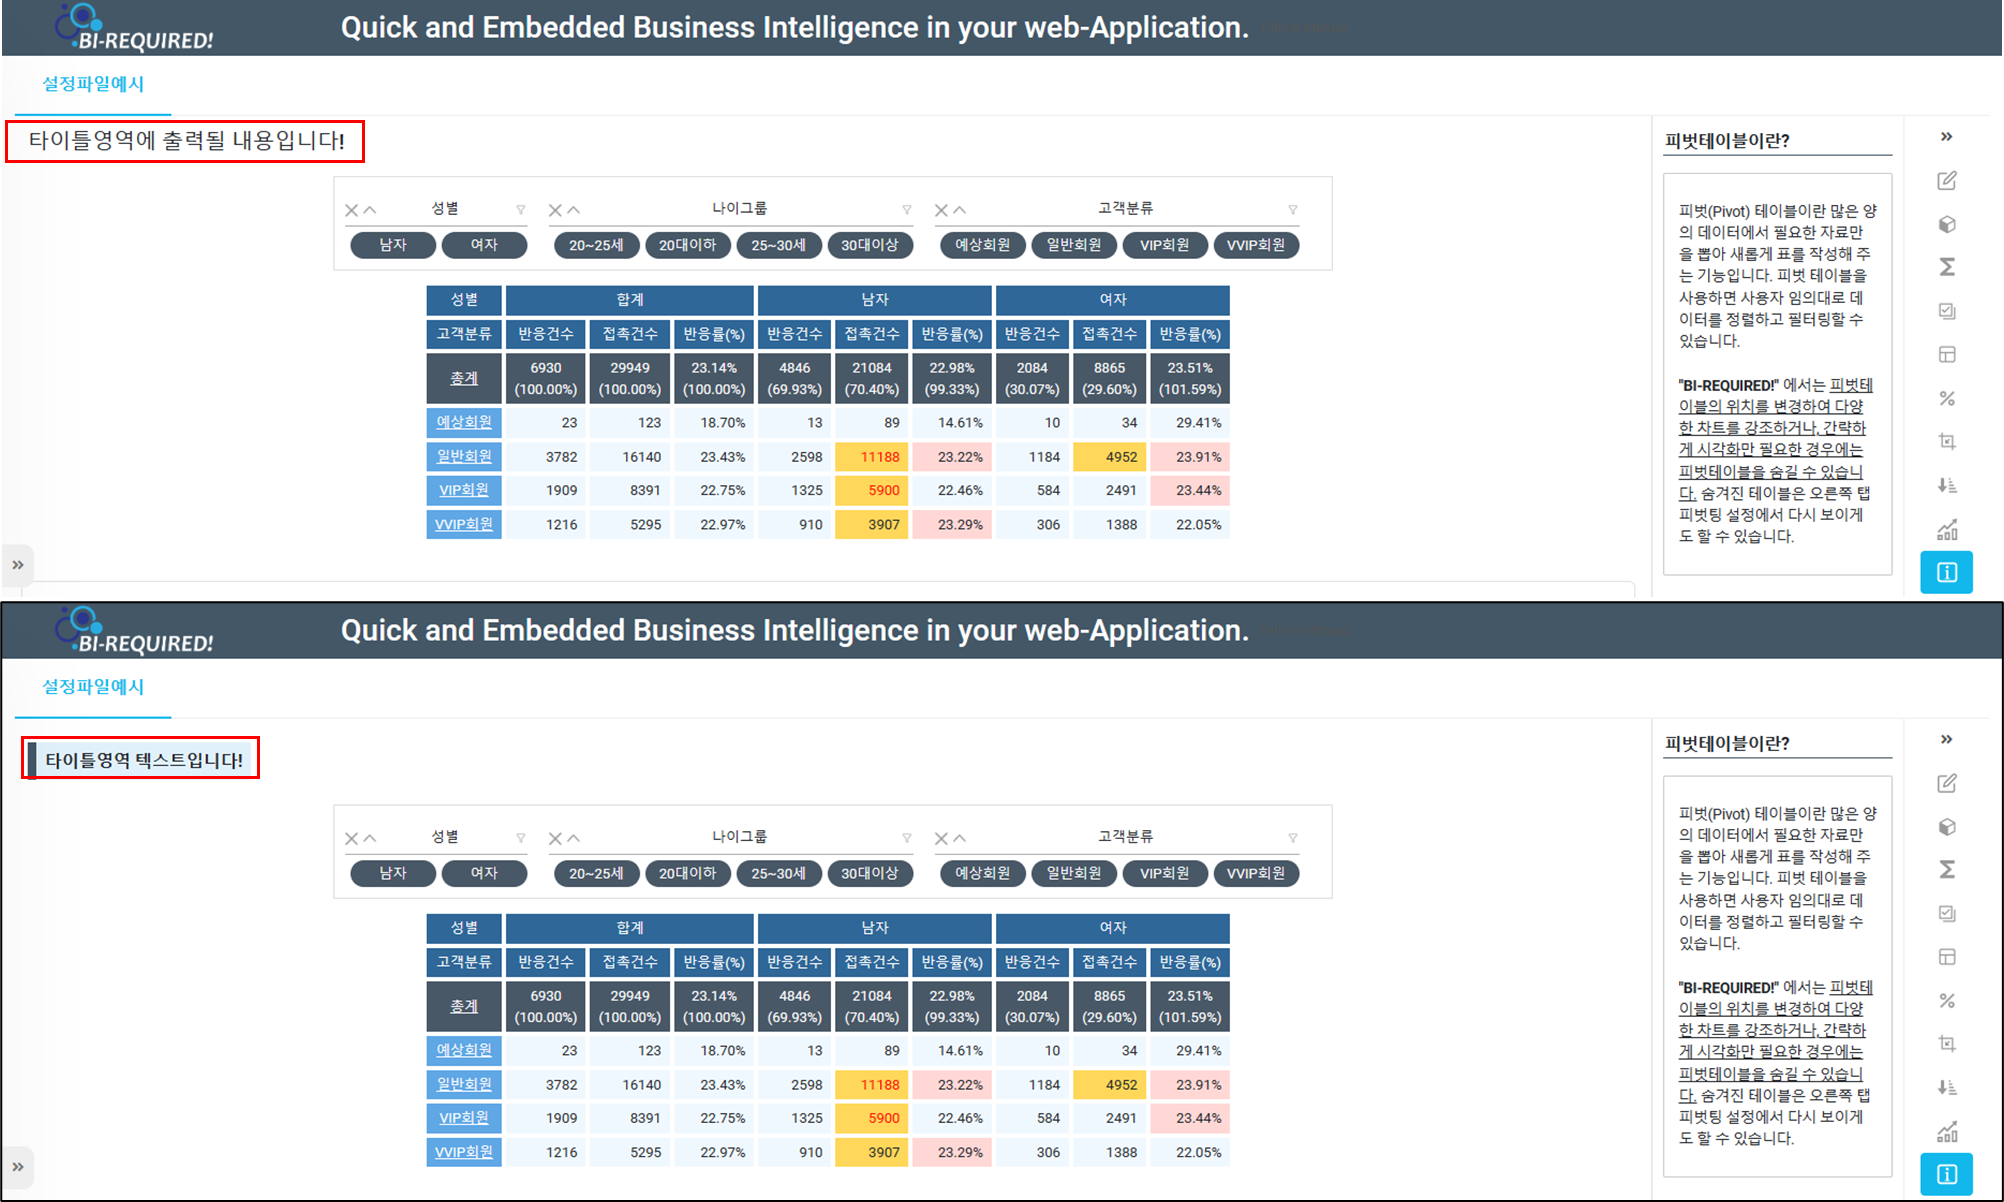 BI-REQUIRED!
Quick and Embedded Business Intelligence in your web-Application.
설정파일예시
타이틀영역에 출력될 내용입니다!
성별
남자 여자
나이그룹
20~25세 20대이하 25~30세 30대이상
고객분류
예상회원 일반회원 VIP회원 VVIP회원
성별 합계 남자 여자
고객분류 반응건수 접촉건수 반응률(%) 반응건수 접촉건수 반응률(%) 반응건수 접촉건수 반응률(%)
총계 6930 29949 23.14% 4846 21084 22.98% 2084 8865 23.51%
(100.00%) (100.00%) (100.00%) (69.93%) (70.40%) (99.33%) (30.07%) (29.60%) (101.59%)
예상회원 23 123 18.70% 13 89 14.61% 10 34 29.41%
일반회원 3782 16140 23.43% 2598 11188 23.22% 1184 4952 23.91%
VIP회원 1909 8391 22.75% 1325 5900 22.46% 584 2491 23.44%
VVIP회원 1216 5295 22.97% 910 3907 23.29% 306 1388 22.05%
피벗테이블이란?
피벗(Pivot) 테이블이란 많은 양
의 데이터에서 필요한 자료만
을 뽑아 새롭게 표를 작성해 주
는 기능입니다. 피벗 테이블을
사용하면 사용자 임의대로 데
이터를 정렬하고 필터링할 수
있습니다.
"BI-REQUIRED!" 에서는 피벗테
이블의 위치를 변경하여 다양
한 차트를 강조하거나, 간략하
게 시각화만 필요한 경우에는
피벗테이블을 숨길 수 있습니
다. 숨겨진 테이블은 오른쪽 탭
피벗팅 설정에서 다시 보이게
도 할 수 있습니다.
BI-REQUIRED!
Quick and Embedded Business Intelligence in your web-Application.
설정파일예시
타이틀영역 텍스트입니다!
성별
남자 여자
나이그룹
20~25세 20대이하 25~30세 30대이상
고객분류
예상회원 일반회원 VIP회원 VVIP회원
성별 합계 남자 여자
고객분류 반응건수 접촉건수 반응률(%) 반응건수 접촉건수 반응률(%) 반응건수 접촉건수 반응률(%)
총계 6930 29949 23.14% 4846 21084 22.98% 2084 8865 23.51%
(100.00%) (100.00%) (100.00%) (69.93%) (70.40%) (99.33%) (30.07%) (29.60%) (101.59%)
예상회원 23 123 18.70% 13 89 14.61% 10 34 29.41%
일반회원 3782 16140 23.43% 2598 11188 23.22% 1184 4952 23.91%
VIP회원 1909 8391 22.75% 1325 5900 22.46% 584 2491 23.44%
VVIP회원 1216 5295 22.97% 910 3907 23.29% 306 1388 22.05%
피벗테이블이란?
피벗(Pivot) 테이블이란 많은 양
의 데이터에서 필요한 자료만
을 뽑아 새롭게 표를 작성해 주
는 기능입니다. 피벗 테이블을
사용하면 사용자 임의대로 데
이터를 정렬하고 필터링할 수
있습니다.
"BI-REQUIRED!" 에서는 피벗테
이블의 위치를 변경하여 다양
한 차트를 강조하거나, 간략하
게 시각화만 필요한 경우에는
피벗테이블을 숨길 수 있습니
다. 숨겨진 테이블은 오른쪽 탭
피벗팅 설정에서 다시 보이게
도 할 수 있습니다.